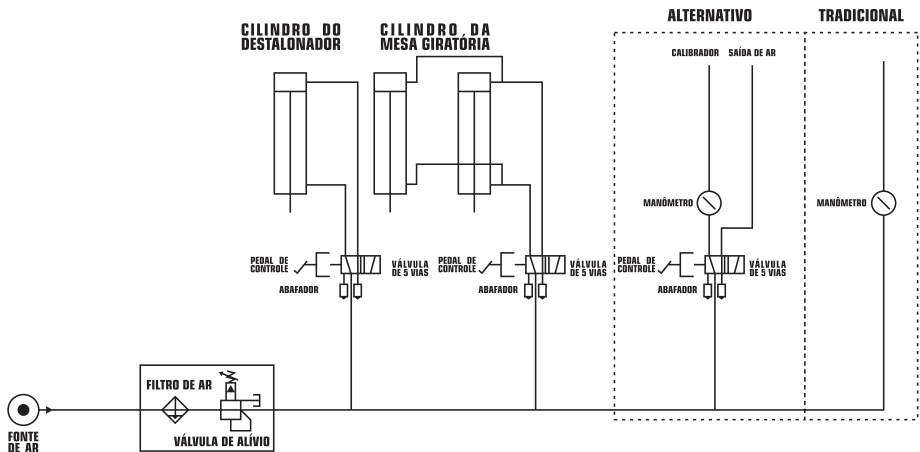 ALTERNATIVO
TRADICIONAL
CILINDRO DO
DESTALONADOR
CILINDRO DA
MESA GIRATÓRIA
CALIBRADOR
SAÍDA DE AR
MANÔMETRO
MANÔMETRO
PEDAL DE
CONTROLE
VÁLVULA
DE 5 VIAS
ABAFADOR
PEDAL DE
CONTROLE
VÁLVULA
DE 5 VIAS
ABAFADOR
PEDAL DE
CONTROLE
VÁLVULA
DE 5 VIAS
ABAFADOR
FILTRO DE AR
VÁLVULA DE ALÍVIO
FONTE
DE AR